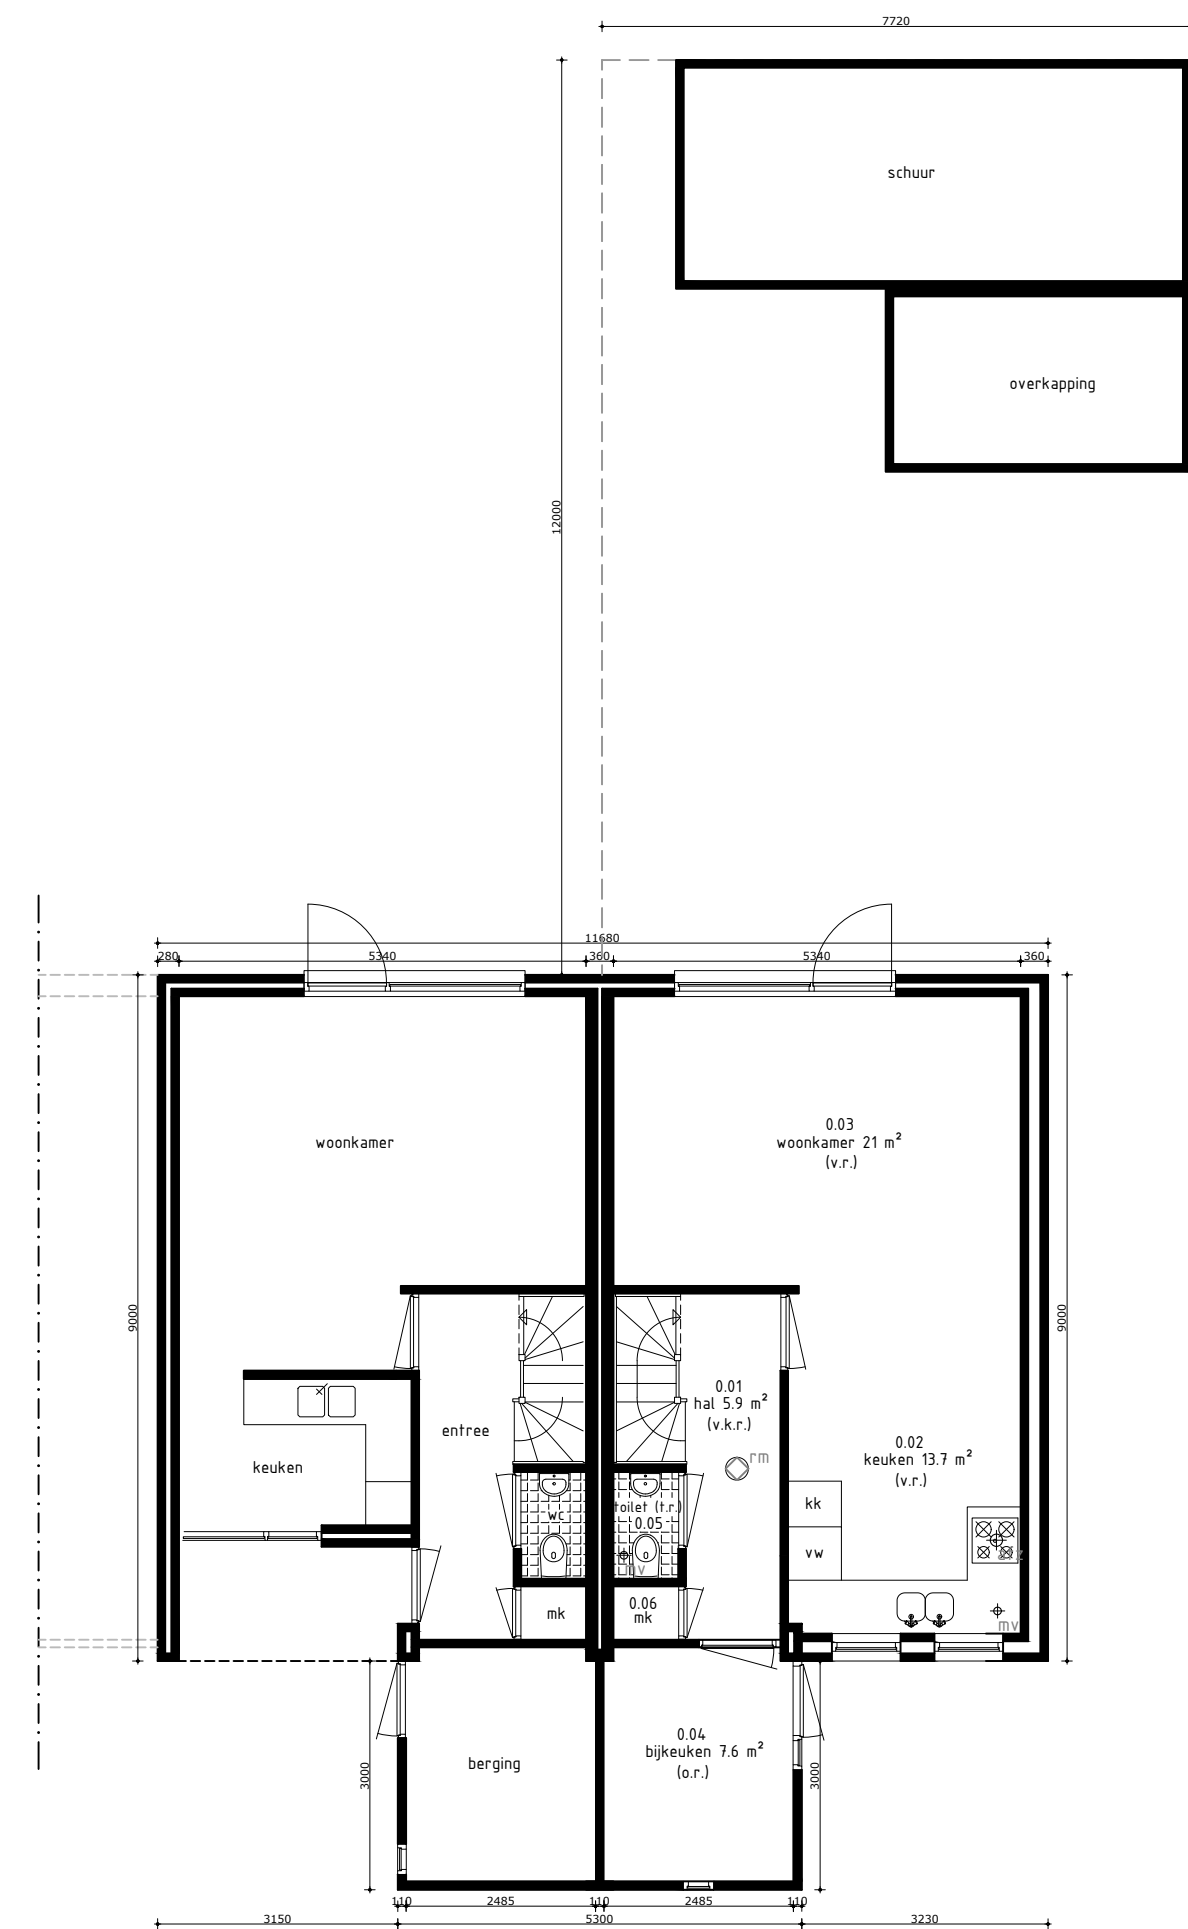 7720
schuur
overkapping
12000
11680
280
5340
360
5340
360
woonkamer
0.03
woonkamer 21 m²
(v.r.)
9000
9000
entree
keuken
0.01
hal 5.9 m²
(v.k.r.)
rm
0.02
keuken 13.7 m²
(v.r.)
kk
vw
wc
toilet (t.r.)
0.05
mv
afz
mk
0.06
mk
mv
berging
0.04
bijkeuken 7.6 m²
(o.r.)
3000
3000
110
2485
110
2485
110
3150
5300
3230